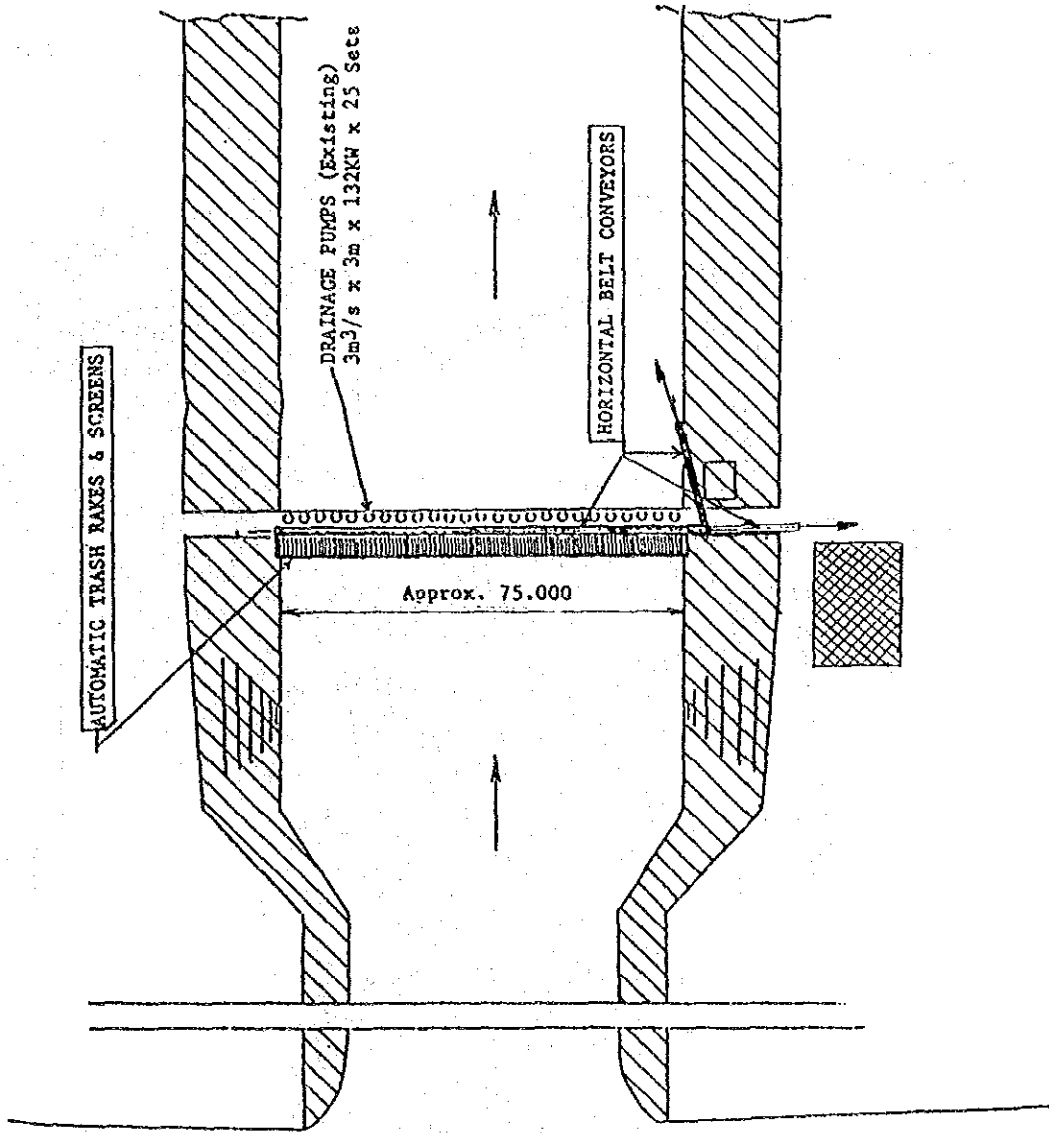 AUTOMATIC TRASH RAKES & SCREENS
DRAINAGE PUMPS (Existing)
3m3/s x 3m x 132KW x 25 Sets
HORIZONTAL BELT CONVEYORS
Approx. 75.000